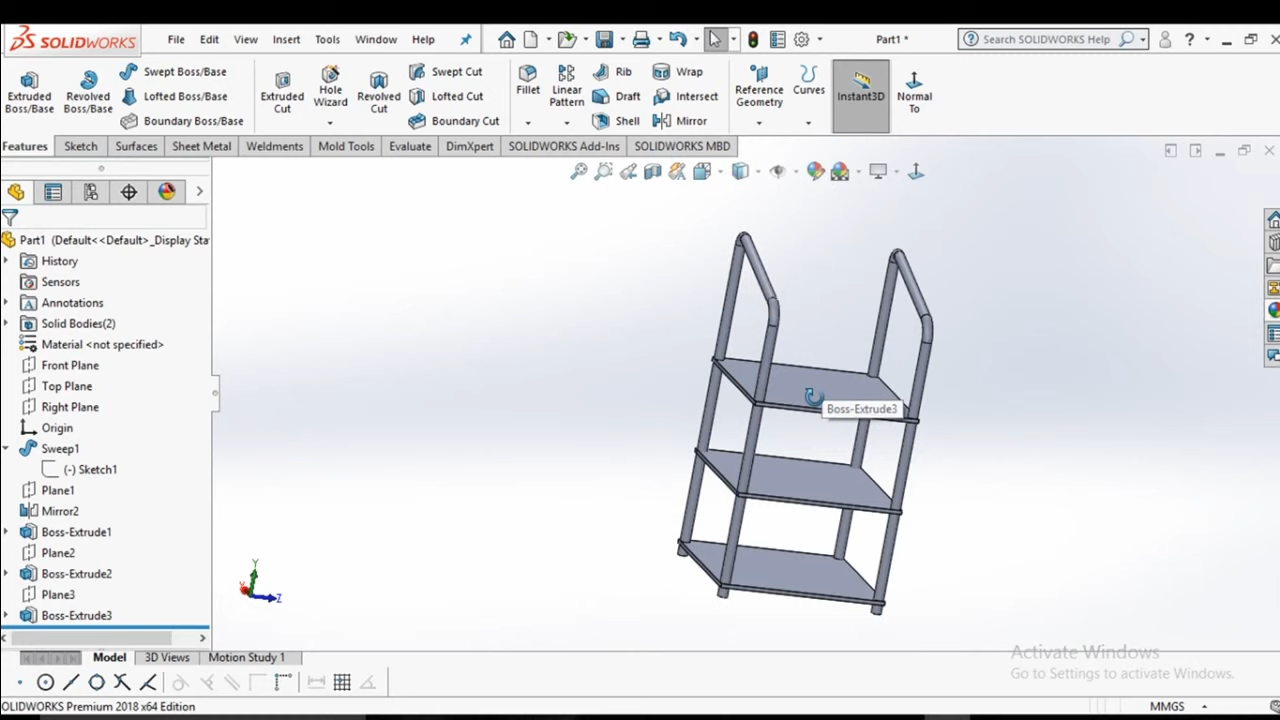 SOLIDWORKS File Edit View Insert Tools Window Help Part1 * Search SOLIDWORKS Help ?
Extruded Boss/Base Revolved Boss/Base Swept Boss/Base Lofted Boss/Base Boundary Boss/Base Extruded Cut Hole Wizard Revolved Cut Swept Cut Lofted Cut Boundary Cut Fillet Linear Pattern Rib Draft Shell Wrap Intersect Mirror Reference Geometry Curves Instant3D Normal To
Features Sketch Surfaces Sheet Metal Weldments Mold Tools Evaluate DimXpert SOLIDWORKS Add-Ins SOLIDWORKS MBD
Part1 (Default<<Default>_Display Sta
History
Sensors
Annotations
Solid Bodies(2)
Material <not specified>
Front Plane
Top Plane
Right Plane
Origin
Sweep1
(-) Sketch1
Plane1
Mirror2
Boss-Extrude1
Plane2
Boss-Extrude2
Plane3
Boss-Extrude3
Boss-Extrude3
Y
Z
Model 3D Views Motion Study 1
Activate Windows
Go to Settings to activate Windows.
SOLIDWORKS Premium 2018 x64 Edition MMGS